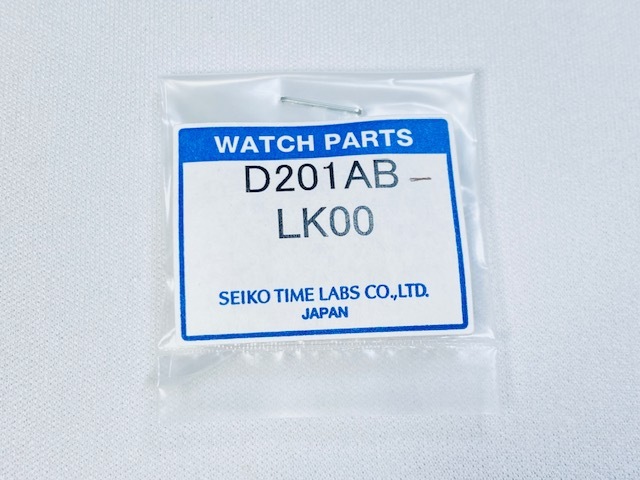 WATCH PARTS
D201AB-
LK00
SEIKO TIME LABS CO.,LTD.
JAPAN